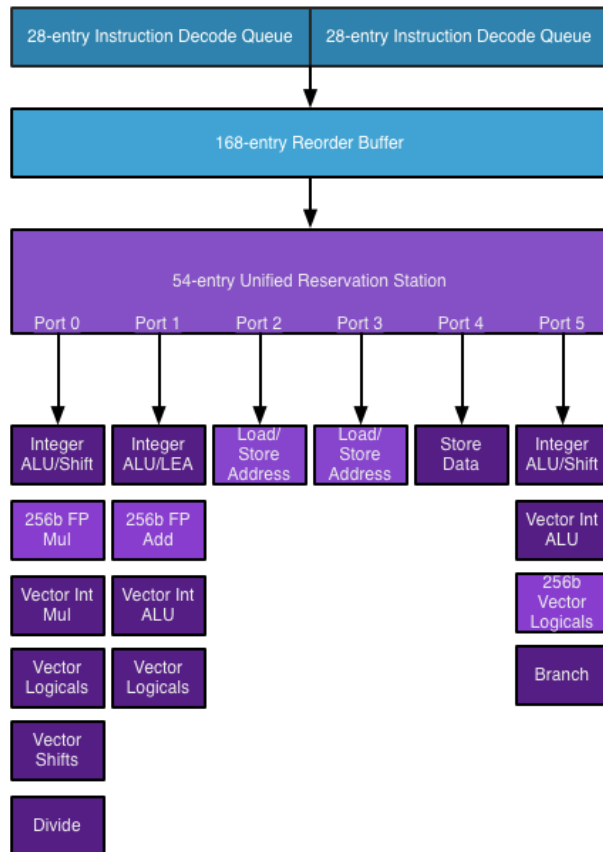 28-entry Instruction Decode Queue
28-entry Instruction Decode Queue
168-entry Reorder Buffer
54-entry Unified Reservation Station
Port 0
Port 1
Port 2
Port 3
Port 4
Port 5
Integer
ALU/Shift
Integer
ALU/LEA
Load/
Store
Address
Load/
Store
Address
Store
Data
Integer
ALU/Shift
256b FP
Mul
256b FP
Add
Vector Int
ALU
Vector Int
Mul
Vector Int
ALU
256b
Vector
Logicals
Vector
Logicals
Vector
Logicals
Branch
Vector
Shifts
Divide